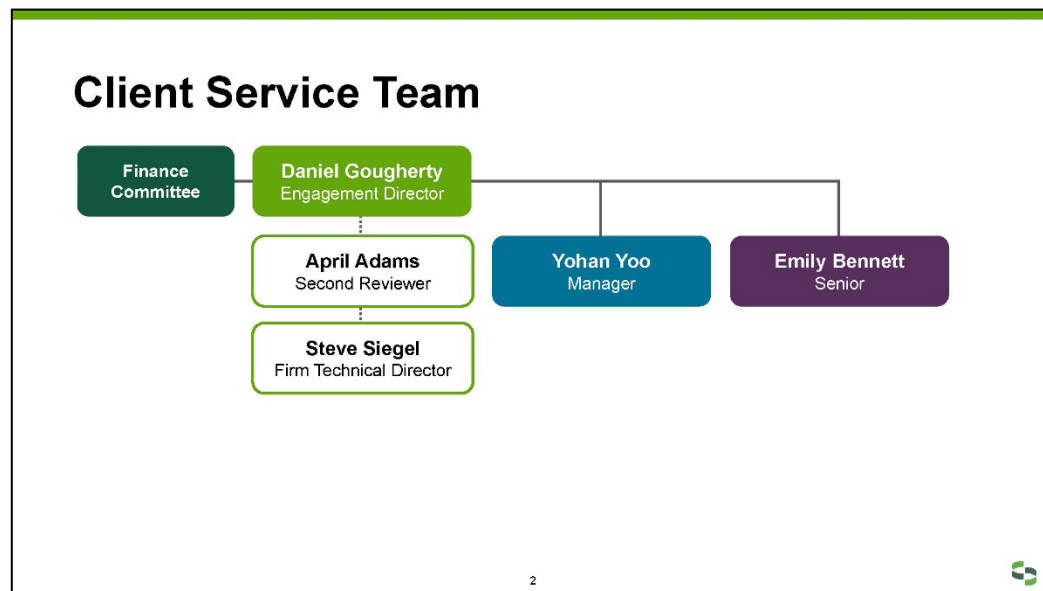 Client Service Team
Finance
Committee
Daniel Gougherty
Engagement Director
April Adams
Second Reviewer
Yohan Yoo
Manager
Emily Bennett
Senior
Steve Siegel
Firm Technical Director
2